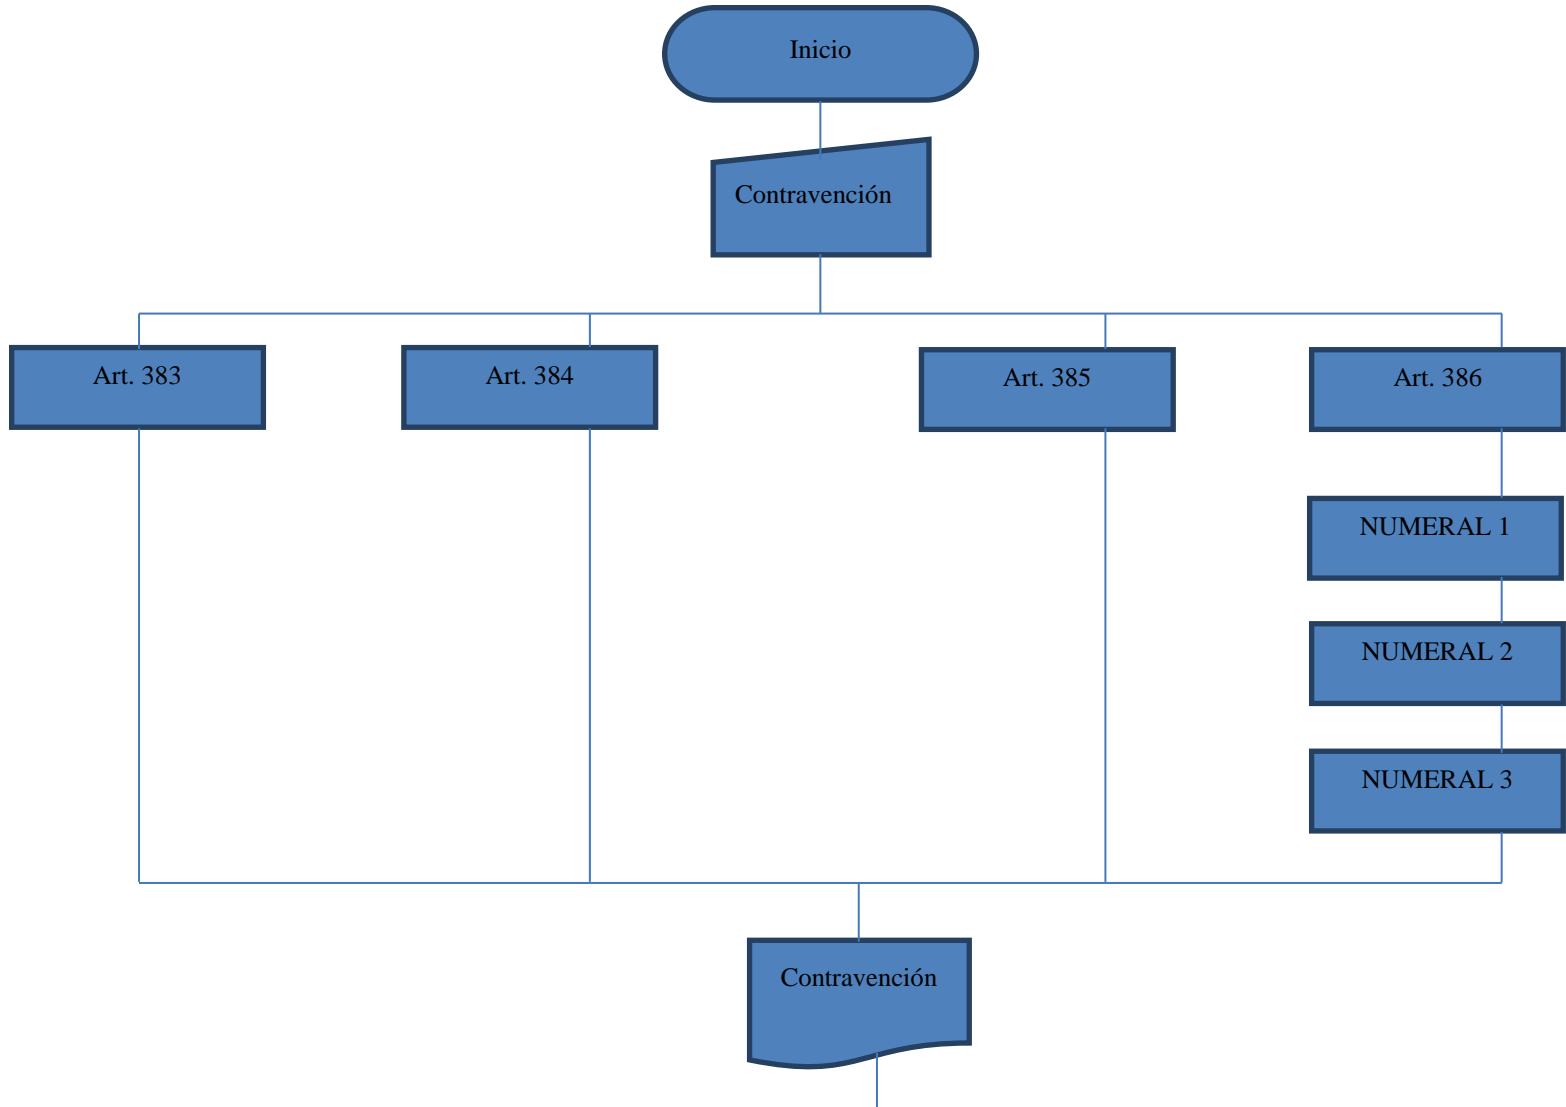 Inicio
Contravención
Art. 383
Art. 384
Art. 385
Art. 386
NUMERAL 1
NUMERAL 2
NUMERAL 3
Contravención